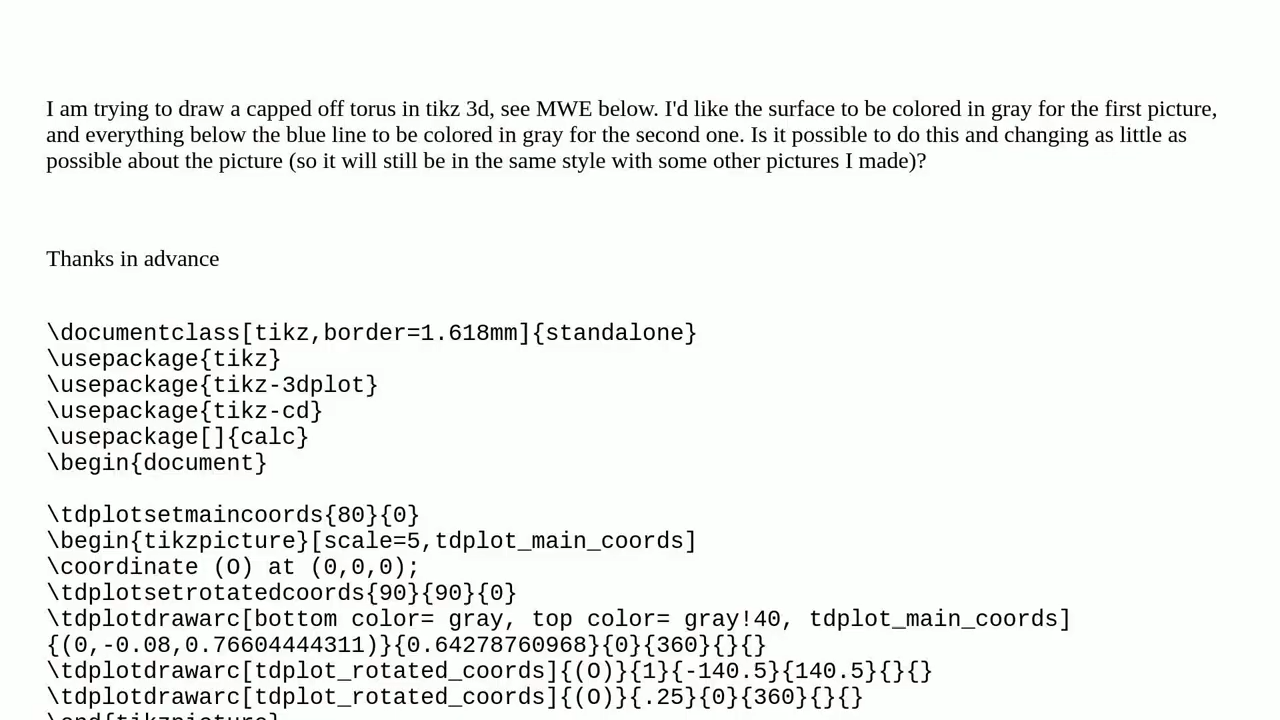 I am trying to draw a capped off torus in tikz 3d, see MWE below. I'd like the surface to be colored in gray for the first picture,
and everything below the blue line to be colored in gray for the second one. Is it possible to do this and changing as little as
possible about the picture (so it will still be in the same style with some other pictures I made)?
Thanks in advance
\documentclass[tikz,border=1.618mm]{standalone}
\usepackage{tikz}
\usepackage{tikz-3dplot}
\usepackage{tikz-cd}
\usepackage[]{calc}
\begin{document}
\tdplotsetmaincoords{80}{0}
\begin{tikzpicture}[scale=5,tdplot_main_coords]
\coordinate (O) at (0,0,0);
\tdplotsetrotatedcoords{90}{90}{0}
\tdplotdrawarc[bottom color= gray, top color= gray!40, tdplot_main_coords]
{(0,-0.08,0.76604444311)}{0.64278760968}{0}{360}{}{}
\tdplotdrawarc[tdplot_rotated_coords]{(O)}{1}{-140.5}{140.5}{}{}
\tdplotdrawarc[tdplot_rotated_coords]{(O)}{.25}{0}{360}{}{}
\end{tikzpicture}